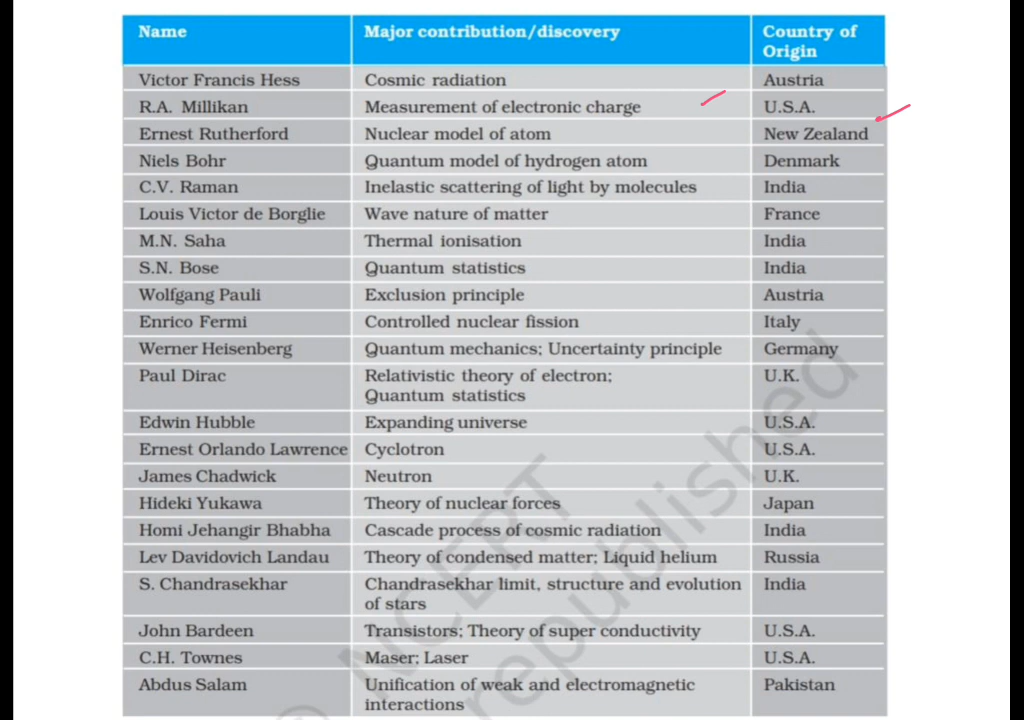 Name Major contribution/discovery Country of
Origin
Victor Francis Hess Cosmic radiation Austria
R.A. Millikan Measurement of electronic charge U.S.A.
Ernest Rutherford Nuclear model of atom New Zealand
Niels Bohr Quantum model of hydrogen atom Denmark
C.V. Raman Inelastic scattering of light by molecules India
Louis Victor de Borglie Wave nature of matter France
M.N. Saha Thermal ionisation India
S.N. Bose Quantum statistics India
Wolfgang Pauli Exclusion principle Austria
Enrico Fermi Controlled nuclear fission Italy
Werner Heisenberg Quantum mechanics; Uncertainty principle Germany
Paul Dirac Relativistic theory of electron; U.K.
Quantum statistics
Edwin Hubble Expanding universe U.S.A.
Ernest Orlando Lawrence Cyclotron U.S.A.
James Chadwick Neutron U.K.
Hideki Yukawa Theory of nuclear forces Japan
Homi Jehangir Bhabha Cascade process of cosmic radiation India
Lev Davidovich Landau Theory of condensed matter; Liquid helium Russia
S. Chandrasekhar Chandrasekhar limit, structure and evolution India
of stars
John Bardeen Transistors; Theory of super conductivity U.S.A.
C.H. Townes Maser; Laser U.S.A.
Abdus Salam Unification of weak and electromagnetic Pakistan
interactions
© NCERT
republished